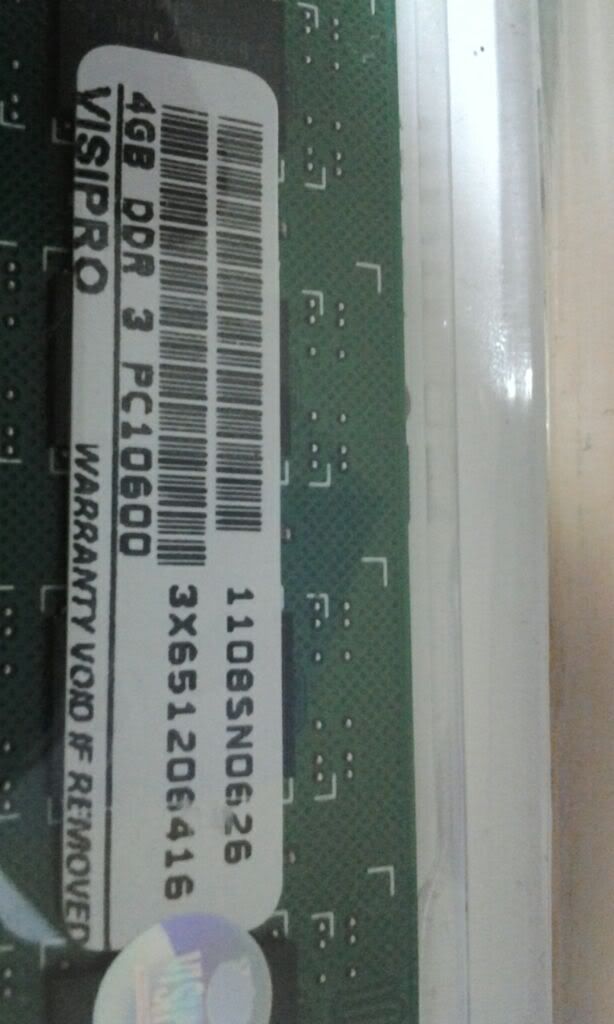 1108SN0626
3X651206416
4GB DDR 3 PC10600
VISIPRO WARRANTY VOID IF REMOVED